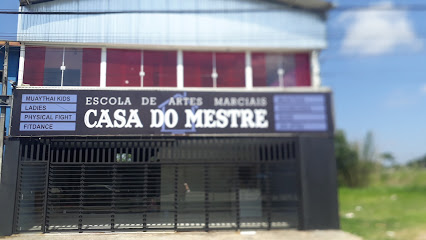 MUAYTHAI KIDS
LADIES
PHYSICAL FIGHT
FITDANCE
ESCOLA DE ARTES MARCIAIS
CASA DO MESTRE